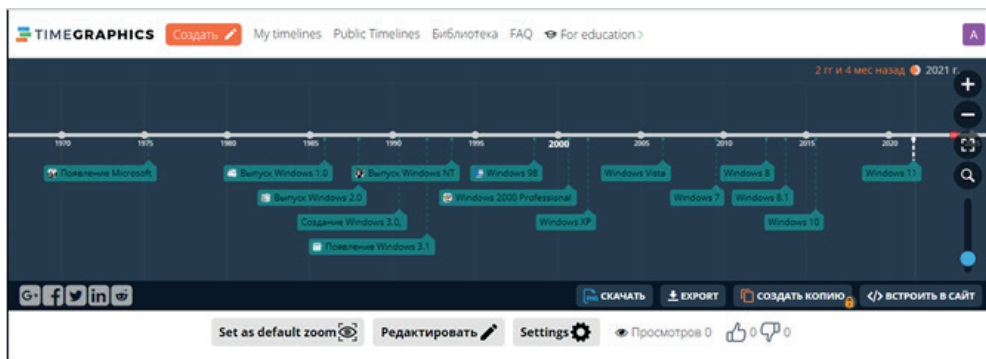 TIMEGRAPHICS Создать My timelines Public Timelines Библиотека FAQ For education > A
2 гг и 4 мес назад 2021 г.
1970 1975 1980 1985 1990 1995 2000 2005 2010 2015 2020
Появление Microsoft Выпуск Windows 1.0 Выпуск Windows NT Windows 98 Windows Vista Windows 8 Windows 11
Выпуск Windows 2.0 Windows 2000 Professional Windows 7 Windows 8.1
Создание Windows 3.0, Windows XP Windows 10
Появление Windows 3.1
G+ f in СКАЧАТЬ EXPORT СОЗДАТЬ КОПИЮ </> ВСТРОИТЬ В САЙТ
Set as default zoom Редактировать Settings Просмотров 0 0 0